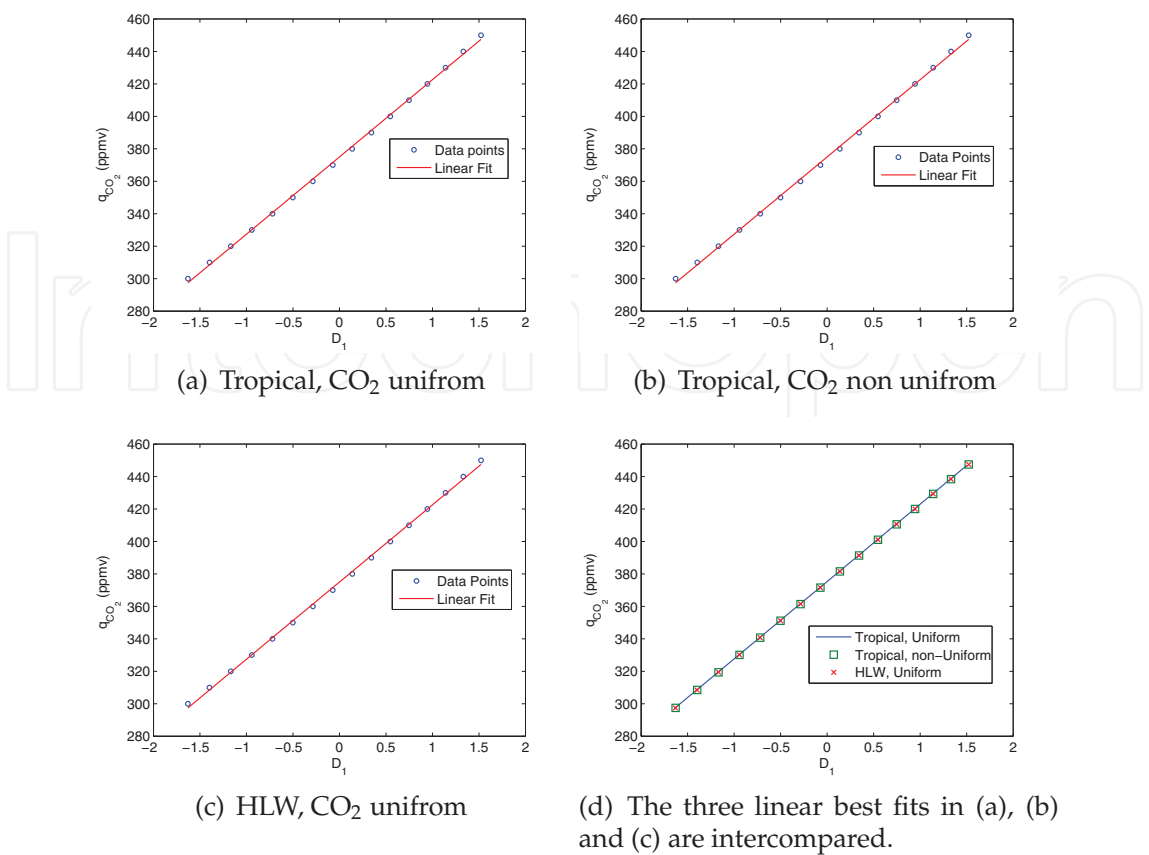 460
440
420
400
380
360
340
320
300
280
q_CO₂ (ppmv)
Data points
Linear Fit
−2 −1.5 −1 −0.5 0 0.5 1 1.5 2
D₁
(a) Tropical, CO₂ unifrom
460
440
420
400
380
360
340
320
300
280
q_CO₂ (ppmv)
Data Points
Linear Fit
−2 −1.5 −1 −0.5 0 0.5 1 1.5 2
D₁
(b) Tropical, CO₂ non unifrom
460
440
420
400
380
360
340
320
300
280
q_CO₂ (ppmv)
Data Points
Linear Fit
−2 −1.5 −1 −0.5 0 0.5 1 1.5 2
D₁
(c) HLW, CO₂ unifrom
460
440
420
400
380
360
340
320
300
280
q_CO₂ (ppmv)
Tropical, Uniform
Tropical, non−Uniform
HLW, Uniform
−2 −1.5 −1 −0.5 0 0.5 1 1.5 2
D₁
(d) The three linear best fits in (a), (b)
and (c) are intercompared.